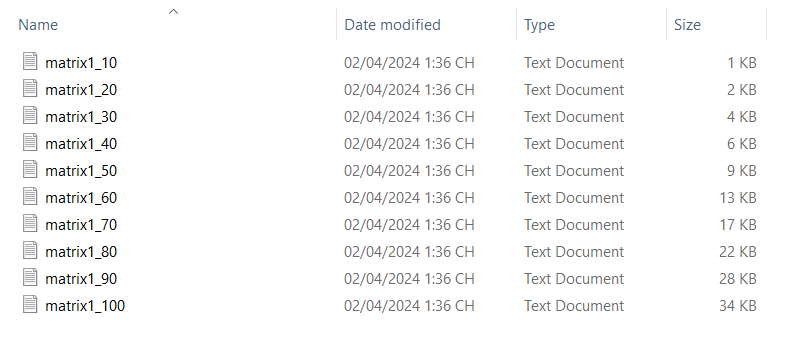 Name Date modified Type Size
matrix1_10 02/04/2024 1:36 CH Text Document 1 KB
matrix1_20 02/04/2024 1:36 CH Text Document 2 KB
matrix1_30 02/04/2024 1:36 CH Text Document 4 KB
matrix1_40 02/04/2024 1:36 CH Text Document 6 KB
matrix1_50 02/04/2024 1:36 CH Text Document 9 KB
matrix1_60 02/04/2024 1:36 CH Text Document 13 KB
matrix1_70 02/04/2024 1:36 CH Text Document 17 KB
matrix1_80 02/04/2024 1:36 CH Text Document 22 KB
matrix1_90 02/04/2024 1:36 CH Text Document 28 KB
matrix1_100 02/04/2024 1:36 CH Text Document 34 KB